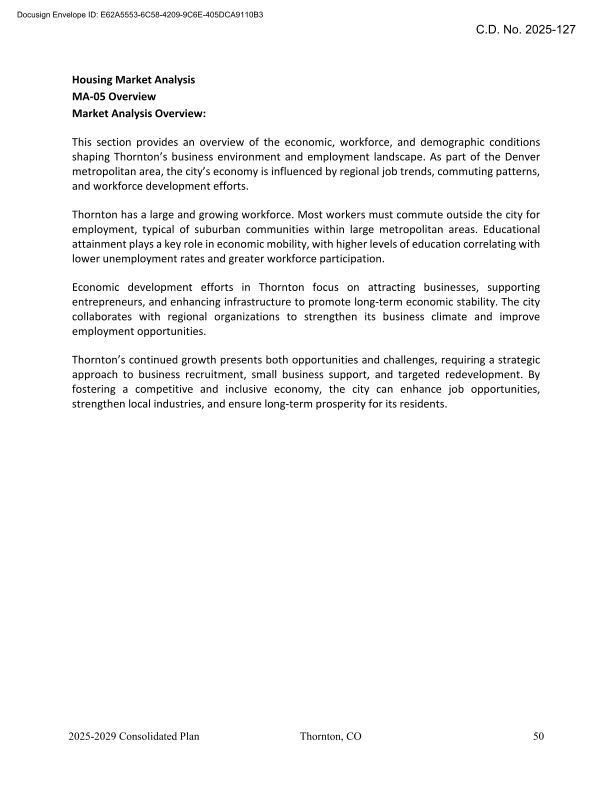 Docusign Envelope ID: E62A5553-6C58-4209-9C6E-405DCA9110B3
C.D. No. 2025-127
Housing Market Analysis
MA-05 Overview
Market Analysis Overview:
This section provides an overview of the economic, workforce, and demographic conditions
shaping Thornton’s business environment and employment landscape. As part of the Denver
metropolitan area, the city’s economy is influenced by regional job trends, commuting patterns,
and workforce development efforts.
Thornton has a large and growing workforce. Most workers must commute outside the city for
employment, typical of suburban communities within large metropolitan areas. Educational
attainment plays a key role in economic mobility, with higher levels of education correlating with
lower unemployment rates and greater workforce participation.
Economic development efforts in Thornton focus on attracting businesses, supporting
entrepreneurs, and enhancing infrastructure to promote long-term economic stability. The city
collaborates with regional organizations to strengthen its business climate and improve
employment opportunities.
Thornton’s continued growth presents both opportunities and challenges, requiring a strategic
approach to business recruitment, small business support, and targeted redevelopment. By
fostering a competitive and inclusive economy, the city can enhance job opportunities,
strengthen local industries, and ensure long-term prosperity for its residents.
2025-2029 Consolidated Plan Thornton, CO 50